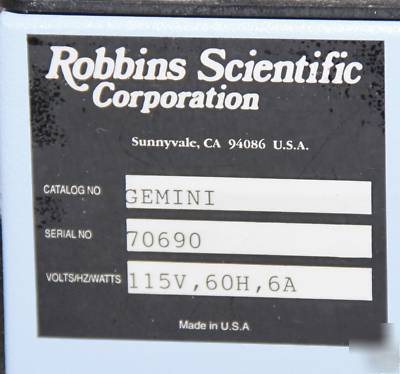 Robbins Scientific
Corporation
Sunnyvale, CA 94086 U.S.A.
CATALOG NO GEMINI
SERIAL NO 70690
VOLTS/HZ/WATTS 115V,60H,6A
Made in U.S.A